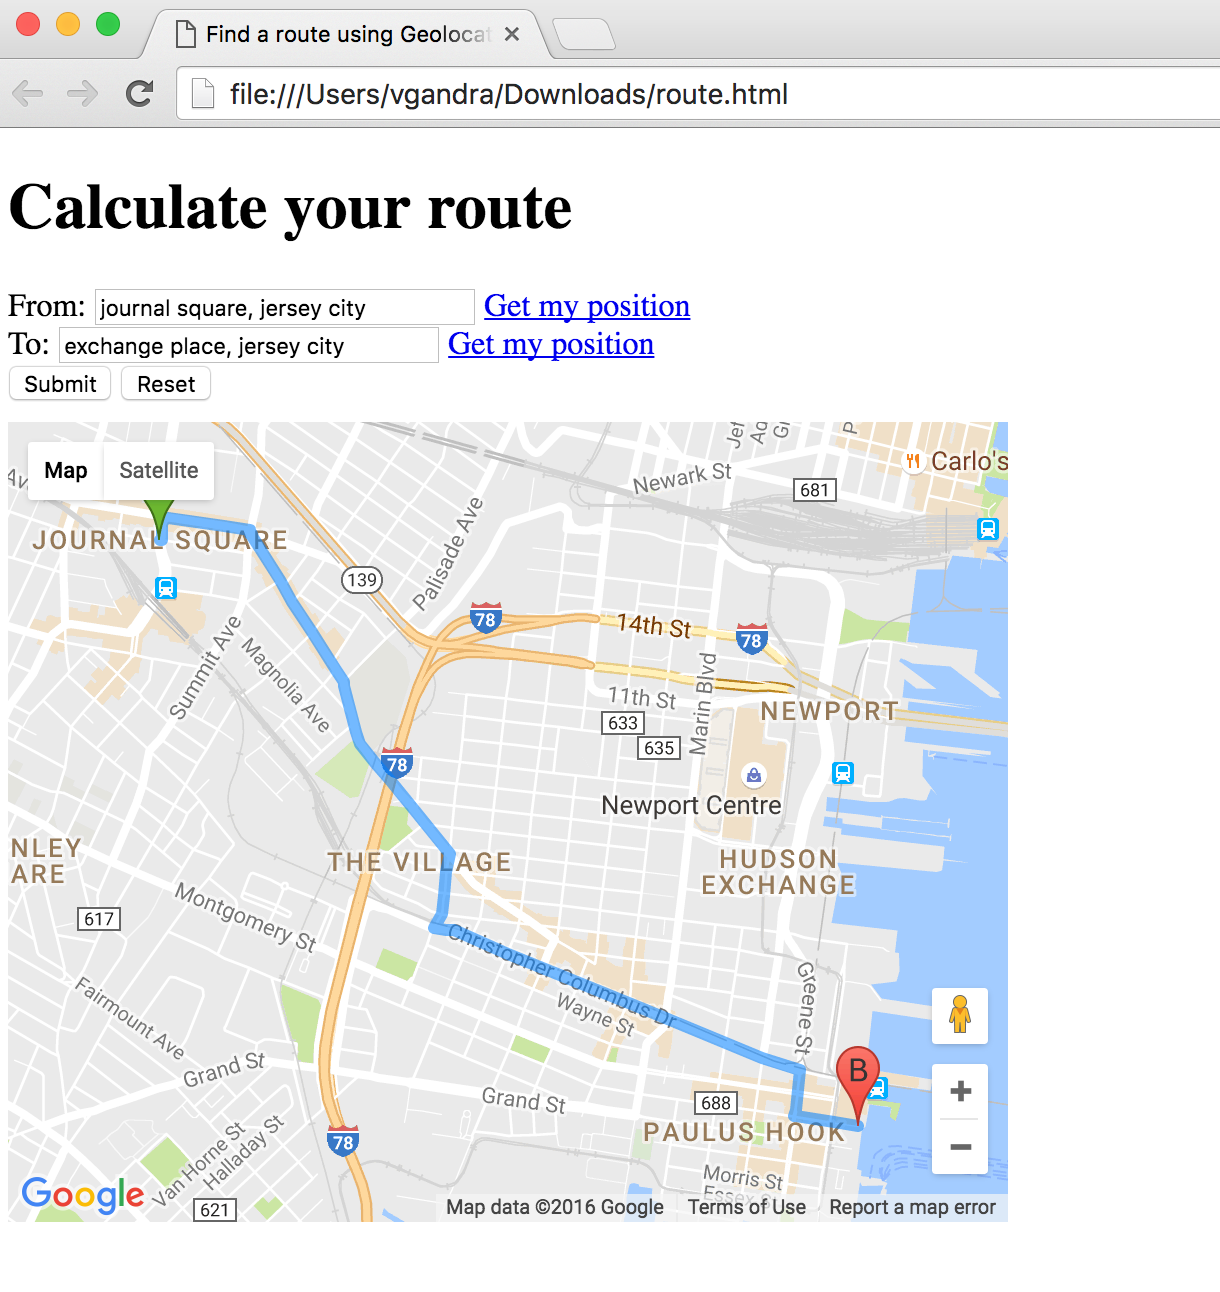 Find a route using Geolocat
file:///Users/vgandra/Downloads/route.html
Calculate your route
From: journal square, jersey city Get my position
To: exchange place, jersey city Get my position
Submit Reset
Map Satellite
Av
Newark St
Jef
Ad
Gr
P
Carlo's
681
JOURNAL SQUARE
139
Palisade Ave
78
14th St
78
Summit Ave
Magnolia Ave
11th St
Marin Blvd
NEWPORT
633
635
78
Newport Centre
NLEY
ARE
THE VILLAGE
HUDSON
EXCHANGE
617
Montgomery St
Christopher Columbus Dr
Wayne St
Greene St
Fairmount Ave
Grand St
B
Grand St
688
PAULUS HOOK
78
Van Horne St
Halladay St
Morris St
Essex St
621
Google
Map data ©2016 Google Terms of Use Report a map error